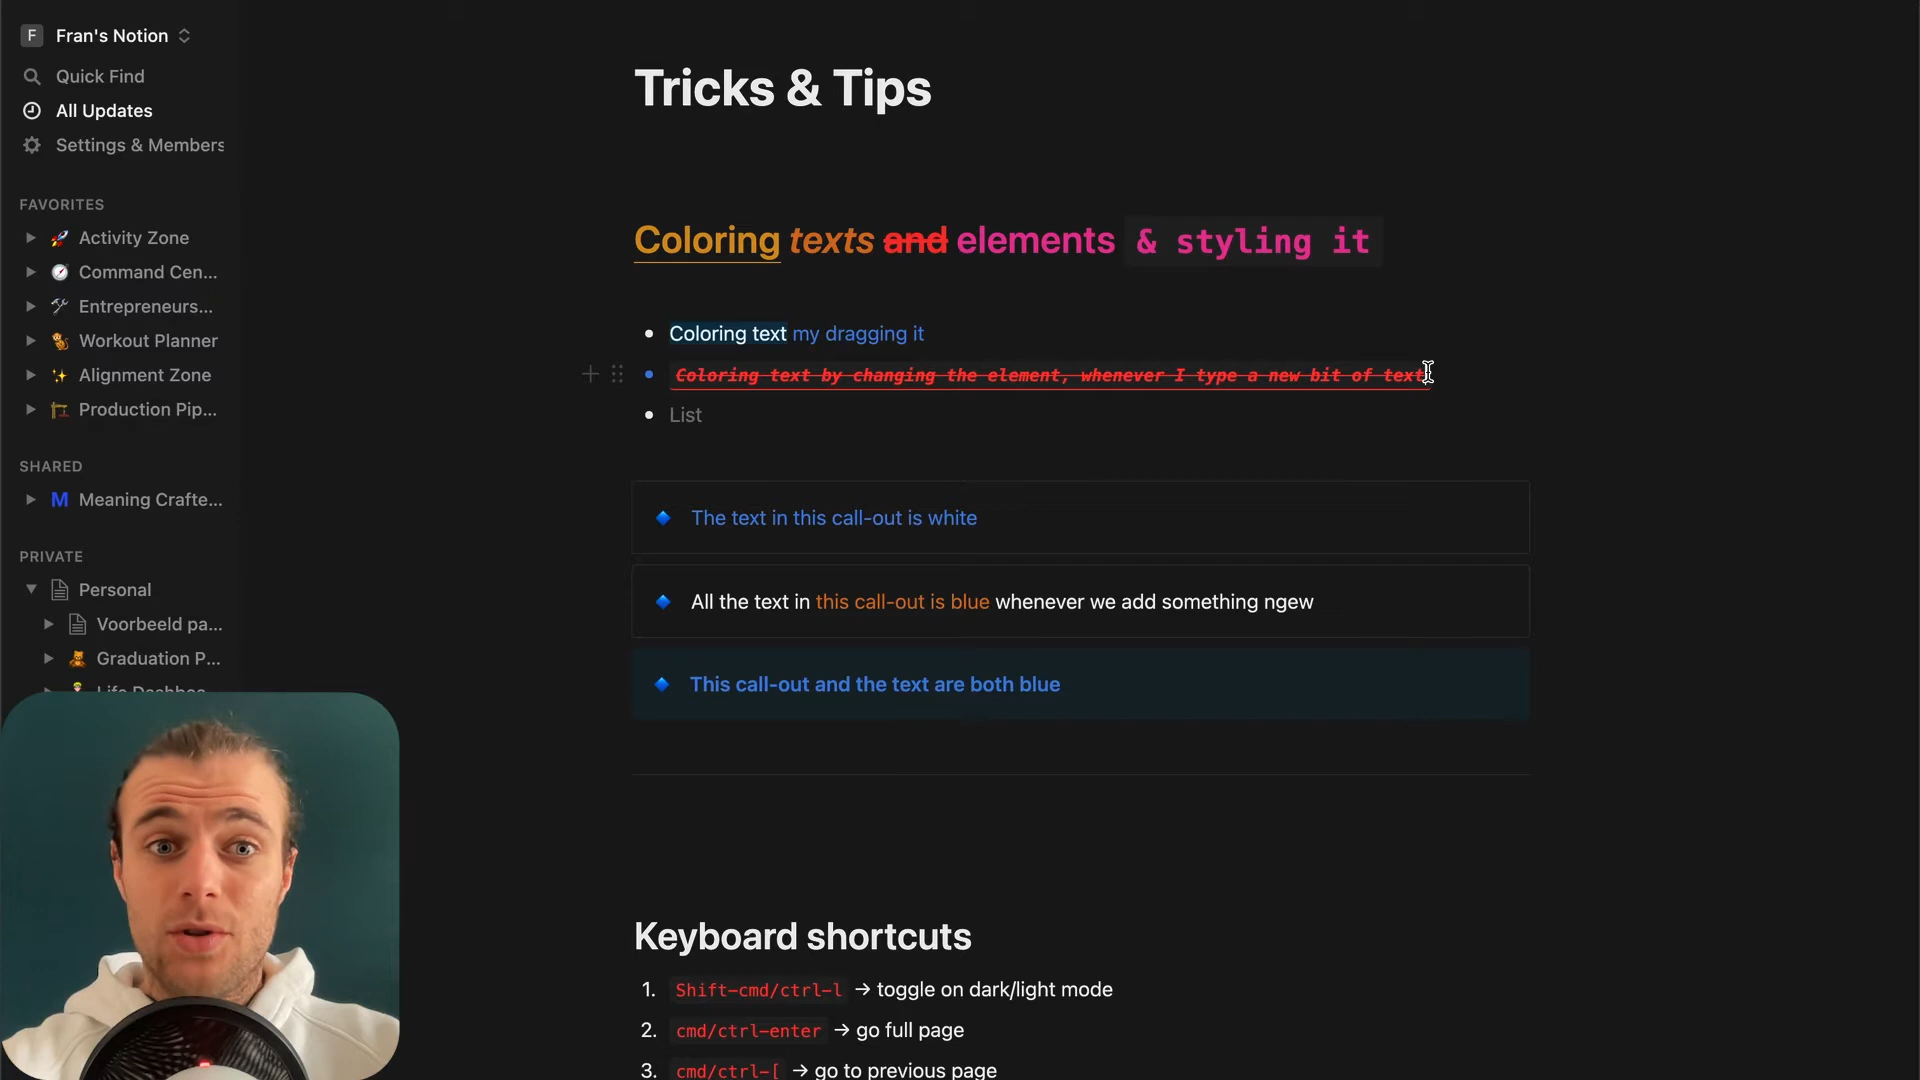 F Fran's Notion
Quick Find
All Updates
Settings & Members
FAVORITES
Activity Zone
Command Cen...
Entrepreneurs...
Workout Planner
Alignment Zone
Production Pip...
SHARED
M Meaning Crafte...
PRIVATE
Personal
Voorbeeld pa...
Graduation P...
Life Dashboa...
Tricks & Tips
Coloring texts and elements & styling it
Coloring text my dragging it
Coloring text by changing the element, whenever I type a new bit of text
List
The text in this call-out is white
All the text in this call-out is blue whenever we add something ngew
This call-out and the text are both blue
Keyboard shortcuts
1. Shift-cmd/ctrl-l → toggle on dark/light mode
2. cmd/ctrl-enter → go full page
3. cmd/ctrl-[ → go to previous page